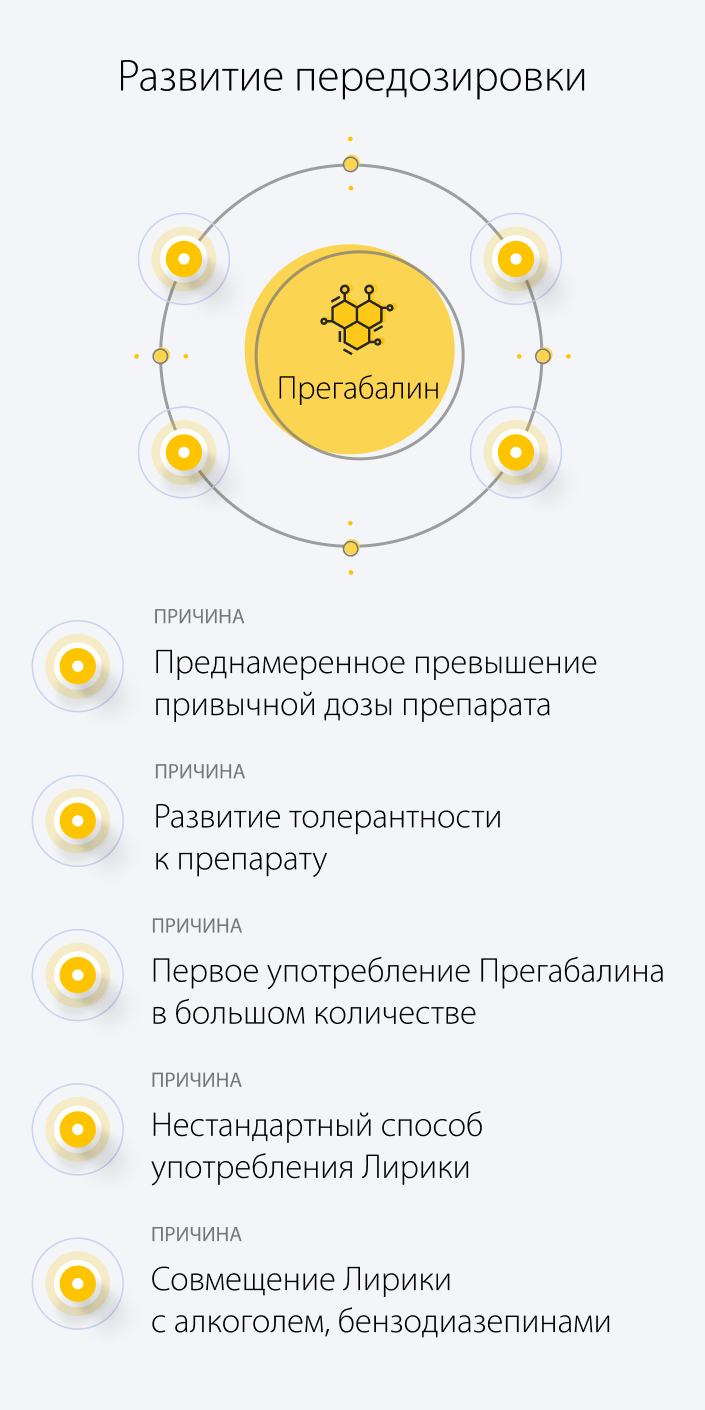 Развитие передозировки
Прегабалин
ПРИЧИНА
Преднамеренное превышение
привычной дозы препарата
ПРИЧИНА
Развитие толерантности
к препарату
ПРИЧИНА
Первое употребление Прегабалина
в большом количестве
ПРИЧИНА
Нестандартный способ
употребления Лирики
ПРИЧИНА
Совмещение Лирики
с алкоголем, бензодиазепинами